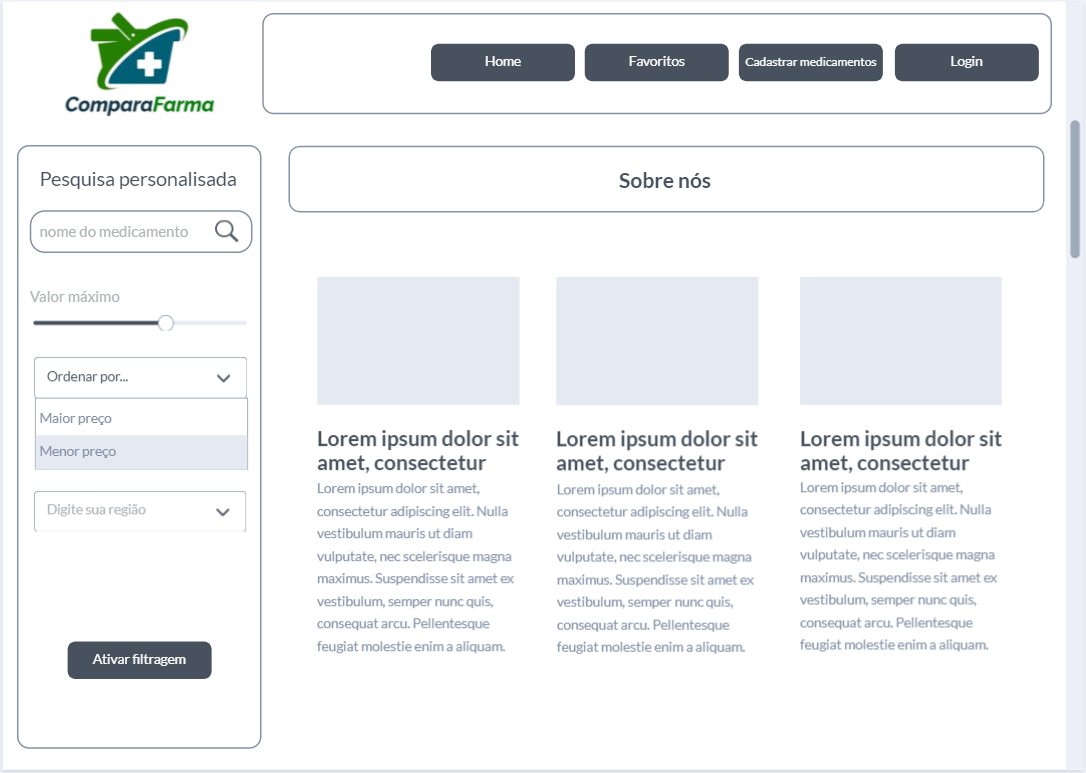 ComparaFarma
Home
Favoritos
Cadastrar medicamentos
Login
Pesquisa personalisada
nome do medicamento
Valor máximo
Ordenar por...
Maior preço
Menor preço
Digite sua região
Ativar filtragem
Sobre nós
Lorem ipsum dolor sit
amet, consectetur
Lorem ipsum dolor sit amet,
consectetur adipiscing elit. Nulla
vestibulum mauris ut diam
vulputate, nec scelerisque magna
maximus. Suspendisse sit amet ex
vestibulum, semper nunc quis,
consequat arcu. Pellentesque
feugiat molestie enim a aliquam.
Lorem ipsum dolor sit
amet, consectetur
Lorem ipsum dolor sit amet,
consectetur adipiscing elit. Nulla
vestibulum mauris ut diam
vulputate, nec scelerisque magna
maximus. Suspendisse sit amet ex
vestibulum, semper nunc quis,
consequat arcu. Pellentesque
feugiat molestie enim a aliquam.
Lorem ipsum dolor sit
amet, consectetur
Lorem ipsum dolor sit amet,
consectetur adipiscing elit. Nulla
vestibulum mauris ut diam
vulputate, nec scelerisque magna
maximus. Suspendisse sit amet ex
vestibulum, semper nunc quis,
consequat arcu. Pellentesque
feugiat molestie enim a aliquam.